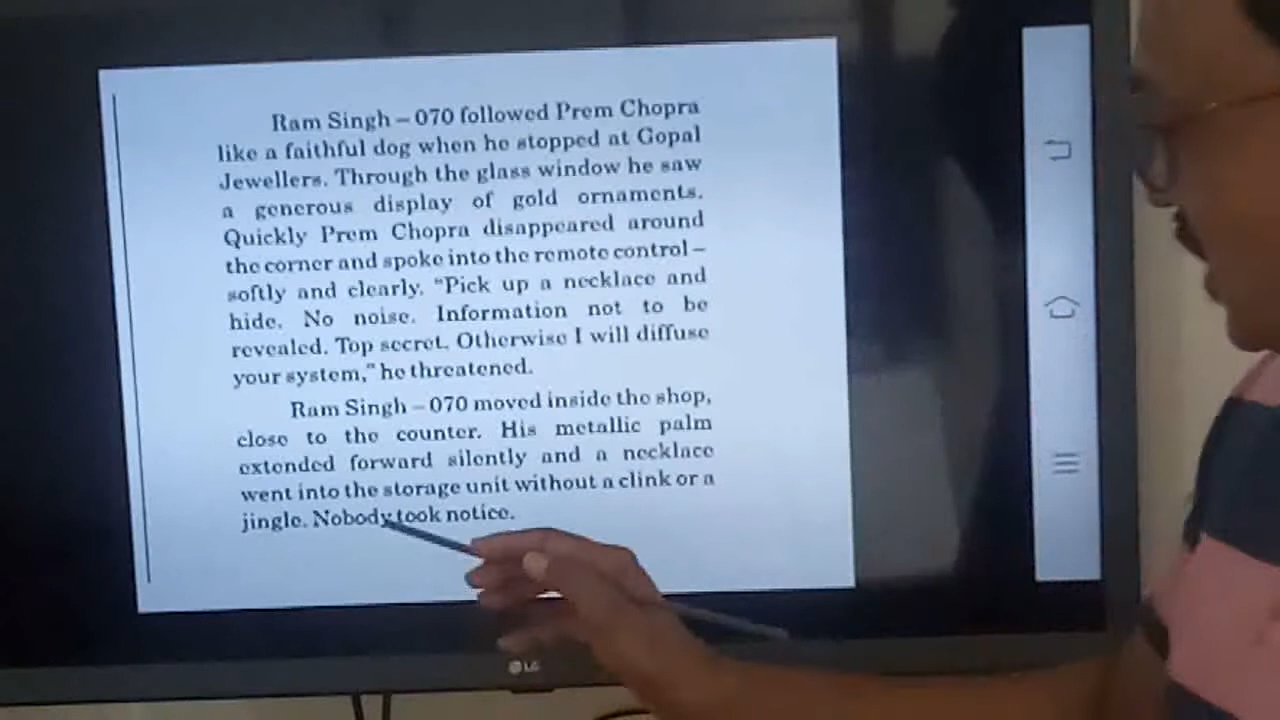 Ram Singh – 070 followed Prem Chopra
like a faithful dog when he stopped at Gopal
Jewellers. Through the glass window he saw
a generous display of gold ornaments.
Quickly Prem Chopra disappeared around
the corner and spoke into the remote control –
softly and clearly. “Pick up a necklace and
hide. No noise. Information not to be
revealed. Top secret. Otherwise I will diffuse
your system,” he threatened.
Ram Singh – 070 moved inside the shop,
close to the counter. His metallic palm
extended forward silently and a necklace
went into the storage unit without a clink or a
jingle. Nobody took notice.
LG